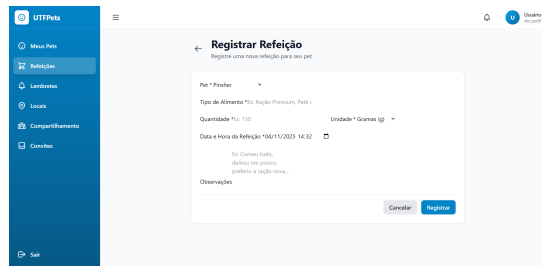 UTFPets
Usuário
Ver perfil
Meus Pets
Refeições
Lembretes
Locais
Compartilhamento
Convites
Sair
← Registrar Refeição
Registre uma nova refeição para seu pet
Pet * Pinsher
Tipo de Alimento *Ex: Ração Premium, Patê
Quantidade *Ex: 150 Unidade * Gramas (g)
Data e Hora da Refeição *04/11/2025 14:32
Ex: Comeu tudo,
deixou um pouco,
preferiu a ração nova...
Observações
Cancelar Registrar